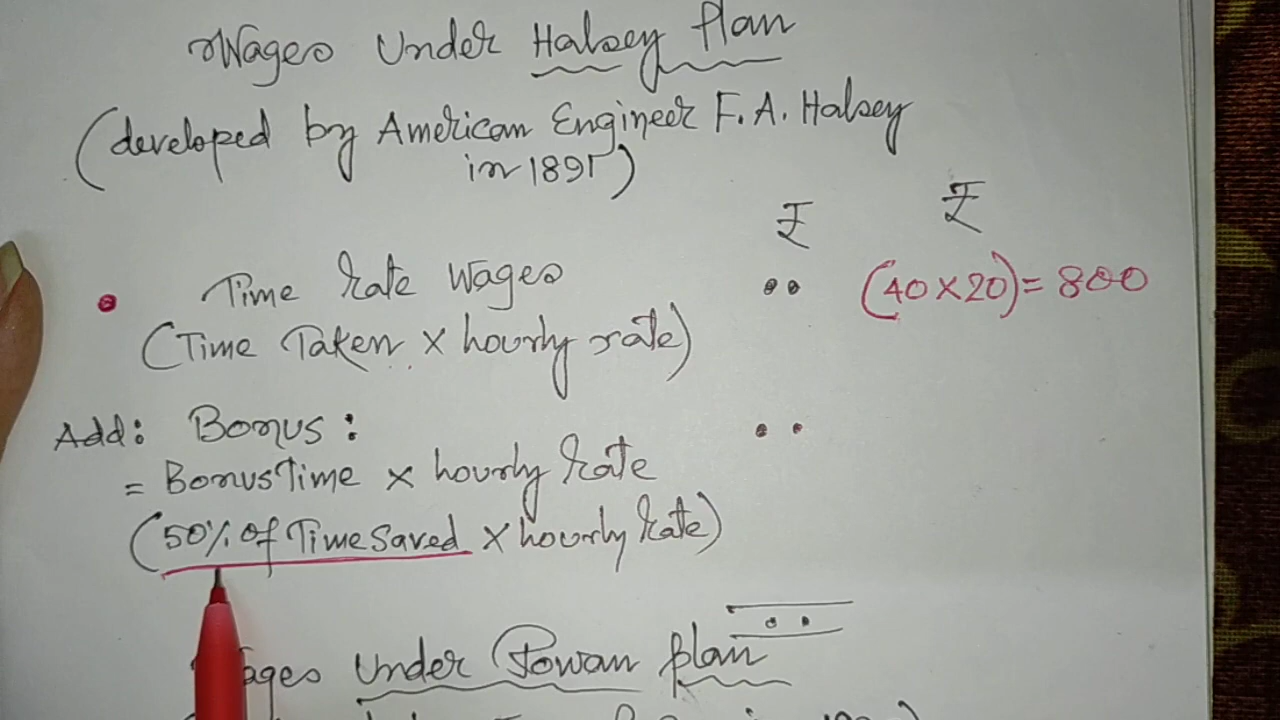 Wages Under Halsey Plan
(developed by American Engineer F.A. Halsey
in 1891)
₹ ₹
Time rate wages .. (40×20)= 800
(Time Taken × hourly rate)
Add: Bonus: ..
= Bonus Time × hourly rate
(50% of Time Saved × hourly rate)
..
Wages Under Rowan plan